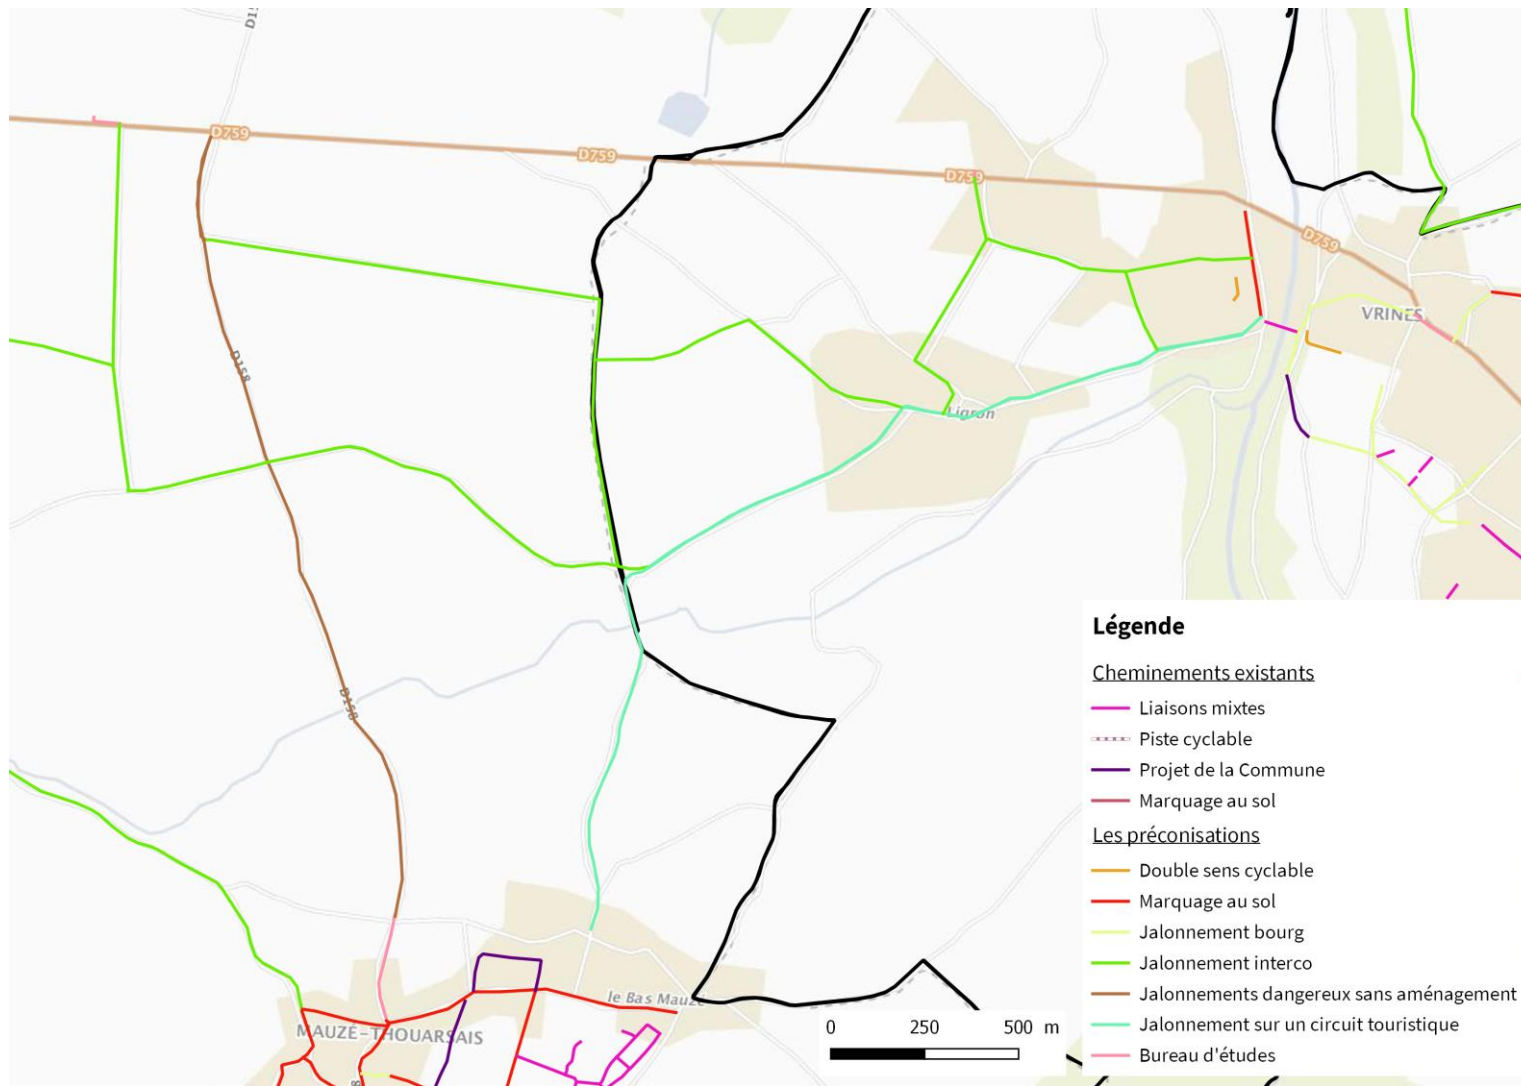 D15
D759
D759
D759
D759
VRINES
D158
Ligron
D158
le Bas Mauzé
MAUZÉ-THOUARSAIS
8
0 250 500 m
Légende
Cheminements existants
Liaisons mixtes
Piste cyclable
Projet de la Commune
Marquage au sol
Les préconisations
Double sens cyclable
Marquage au sol
Jalonnement bourg
Jalonnement interco
Jalonnements dangereux sans aménagement
Jalonnement sur un circuit touristique
Bureau d'études